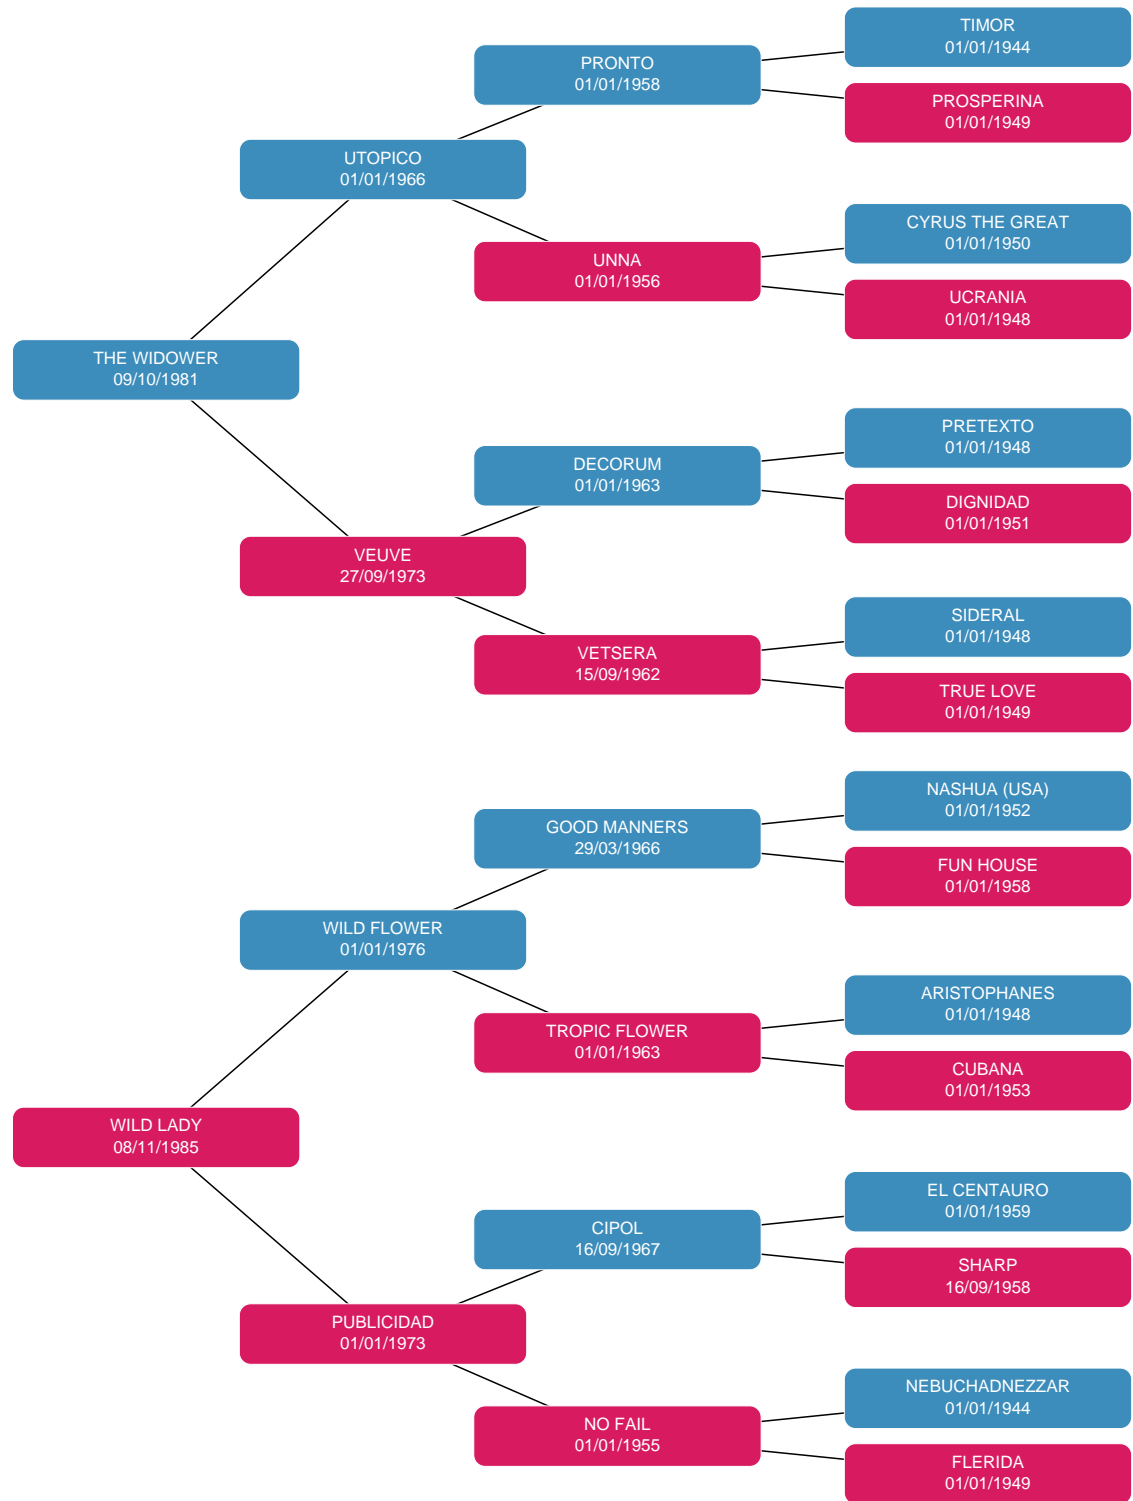 TIMOR
01/01/1944
PRONTO
01/01/1958
PROSPERINA
01/01/1949
UTOPICO
01/01/1966
CYRUS THE GREAT
01/01/1950
UNNA
01/01/1956
UCRANIA
01/01/1948
THE WIDOWER
09/10/1981
PRETEXTO
01/01/1948
DECORUM
01/01/1963
DIGNIDAD
01/01/1951
VEUVE
27/09/1973
SIDERAL
01/01/1948
VETSERA
15/09/1962
TRUE LOVE
01/01/1949
NASHUA (USA)
01/01/1952
GOOD MANNERS
29/03/1966
FUN HOUSE
01/01/1958
WILD FLOWER
01/01/1976
ARISTOPHANES
01/01/1948
TROPIC FLOWER
01/01/1963
CUBANA
01/01/1953
WILD LADY
08/11/1985
EL CENTAURO
01/01/1959
CIPOL
16/09/1967
SHARP
16/09/1958
PUBLICIDAD
01/01/1973
NEBUCHADNEZZAR
01/01/1944
NO FAIL
01/01/1955
FLERIDA
01/01/1949